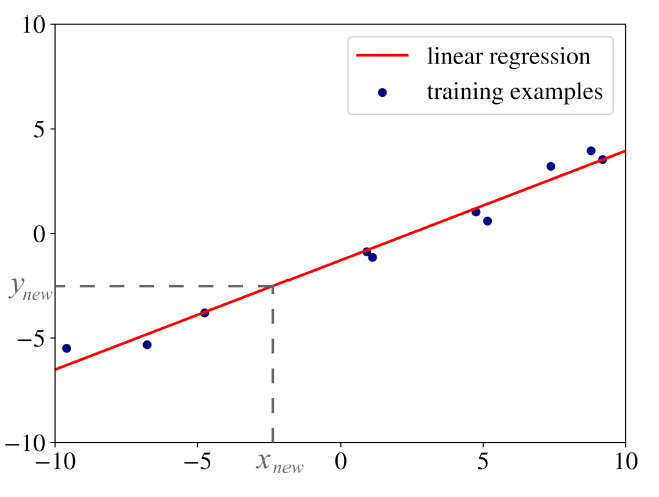 10
linear regression
training examples
5
0
y_new
−5
−10
−10 −5 x_new 0 5 10